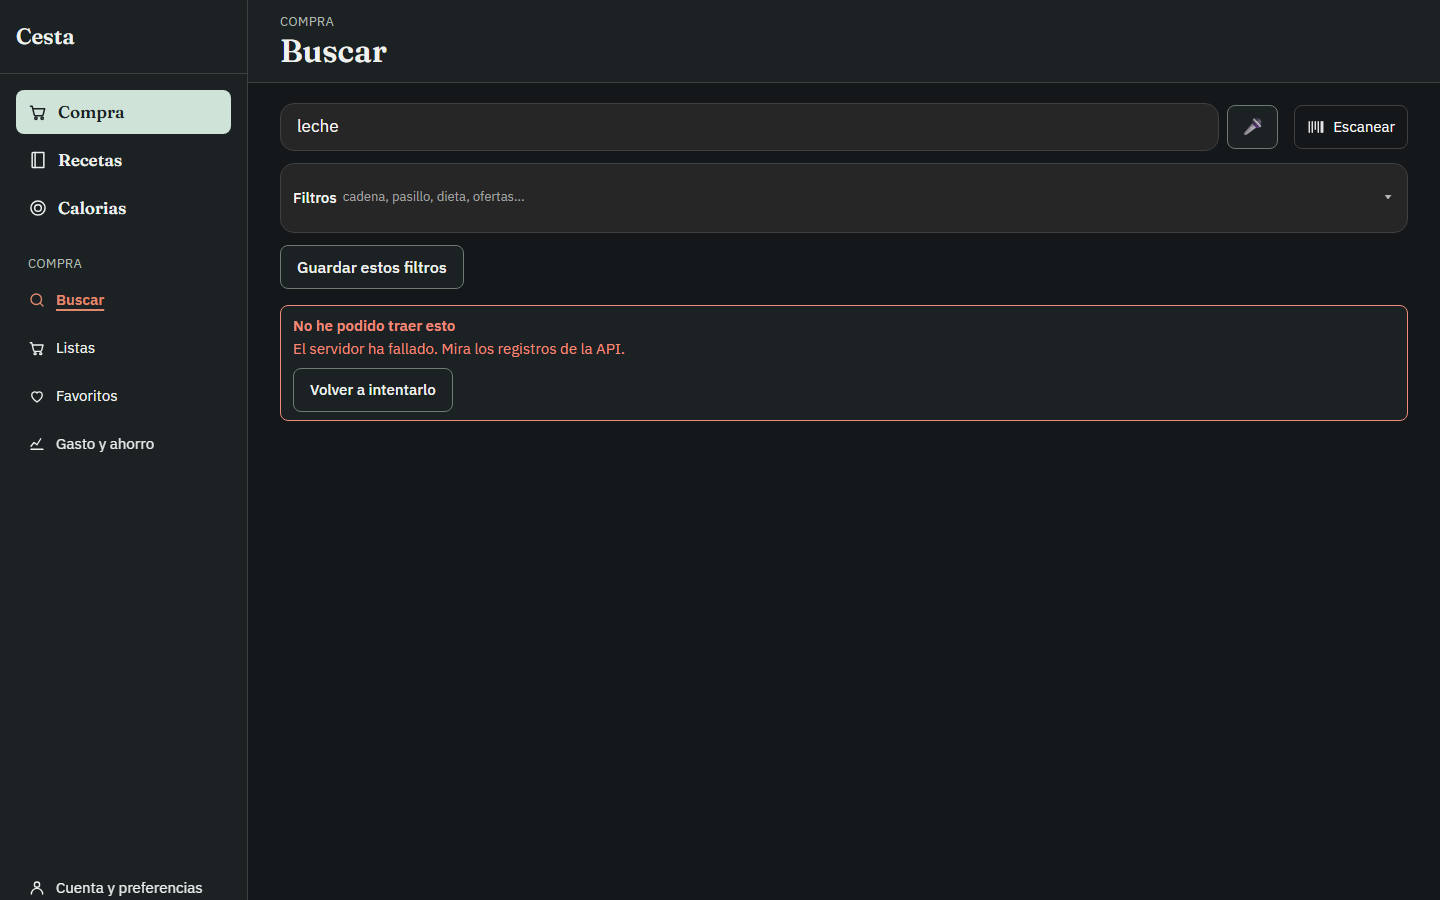 Cesta
Compra
Recetas
Calorias
COMPRA
Buscar
Listas
Favoritos
Gasto y ahorro
Cuenta y preferencias
COMPRA
Buscar
leche
Escanear
Filtros cadena, pasillo, dieta, ofertas...
Guardar estos filtros
No he podido traer esto
El servidor ha fallado. Mira los registros de la API.
Volver a intentarlo